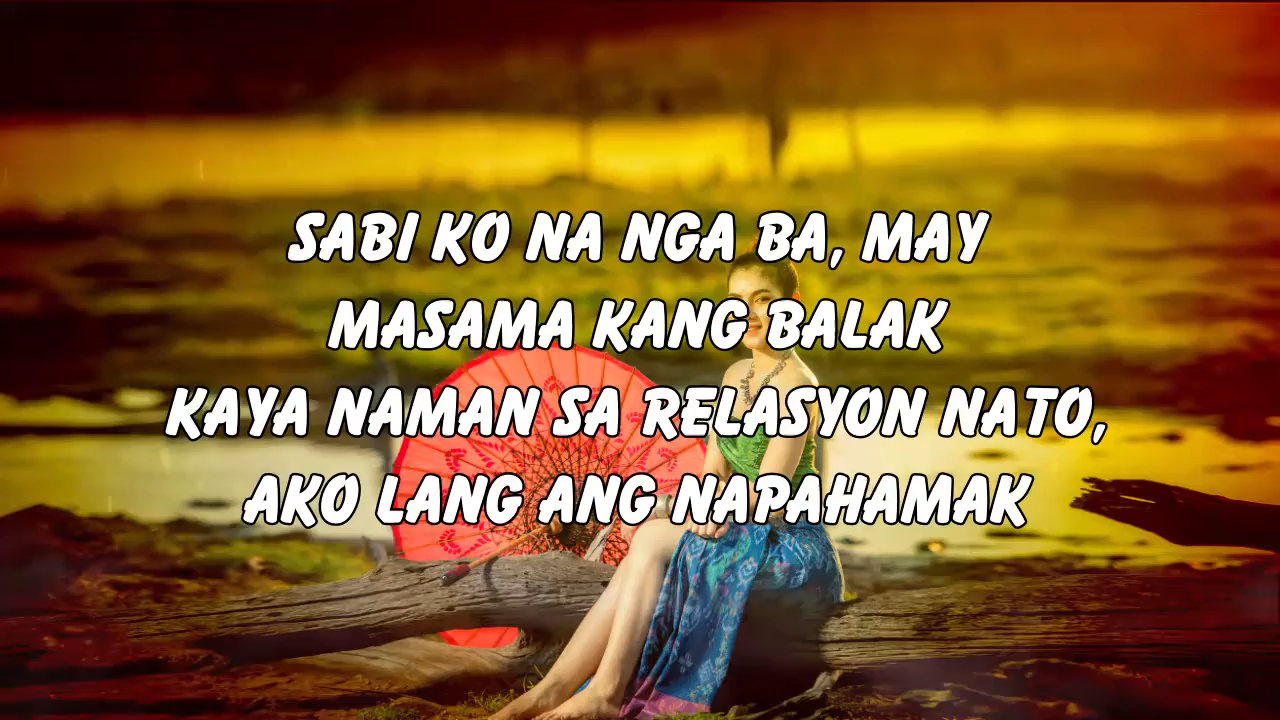 SABI KO NA NGA BA, MAY
MASAMA KANG BALAK
KAYA NAMAN SA RELASYON NATO,
AKO LANG ANG NAPAHAMAK